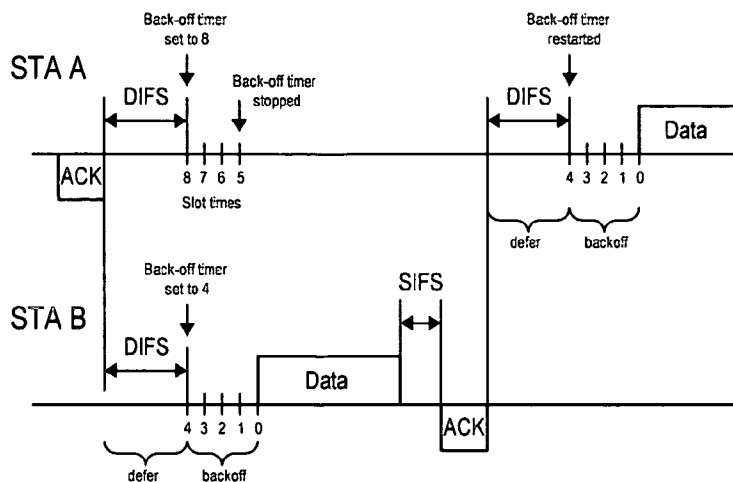 Back-off timer
set to 8
Back-off timer
restarted
STA A
Back-off timer
stopped
DIFS
DIFS
Data
ACK
8 7 6 5
4 3 2 1 0
Slot times
defer
backoff
Back-off timer
set to 4
SIFS
STA B
DIFS
Data
ACK
4 3 2 1 0
defer
backoff